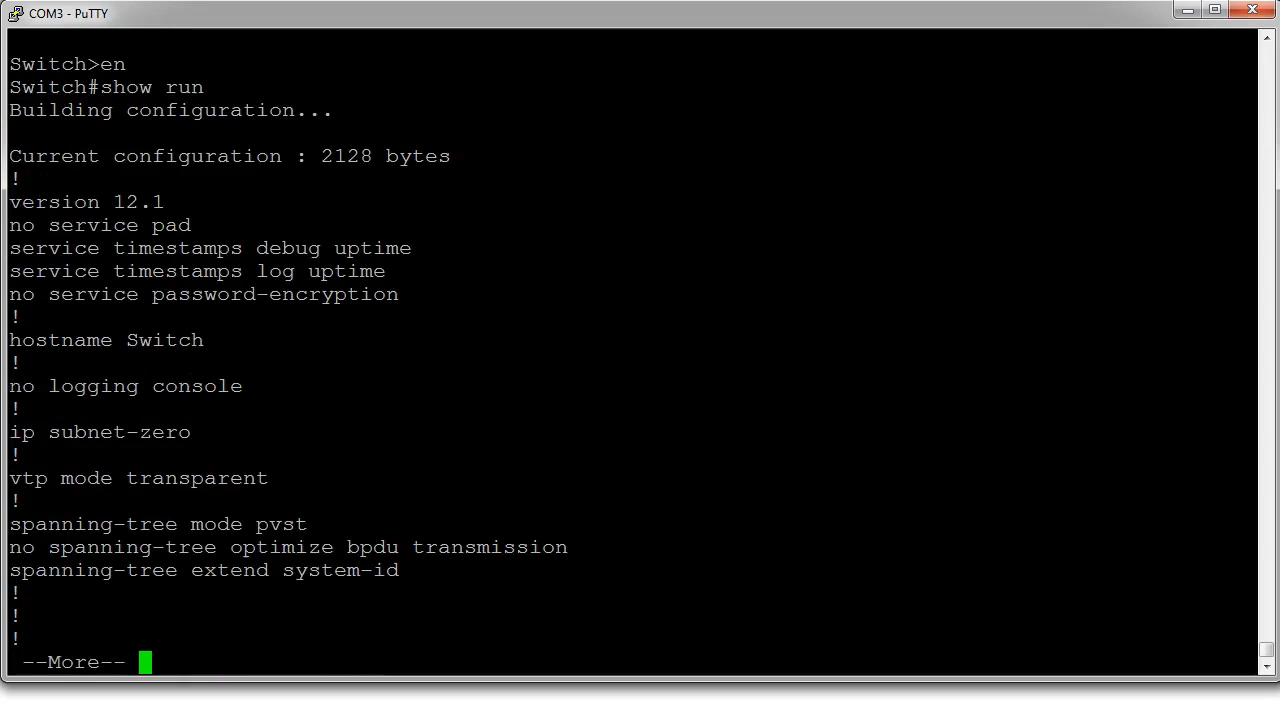 COM3 - PuTTY
Switch>en
Switch#show run
Building configuration...
Current configuration : 2128 bytes
!
version 12.1
no service pad
service timestamps debug uptime
service timestamps log uptime
no service password-encryption
!
hostname Switch
!
no logging console
!
ip subnet-zero
!
vtp mode transparent
!
spanning-tree mode pvst
no spanning-tree optimize bpdu transmission
spanning-tree extend system-id
!
!
!
--More--